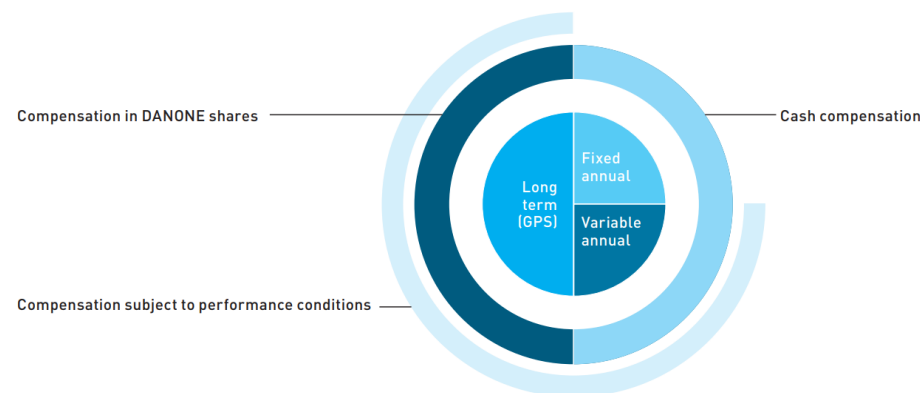 Compensation in DANONE shares
Cash compensation
Fixed
annual
Long
term
(GPS)
Variable
annual
Compensation subject to performance conditions